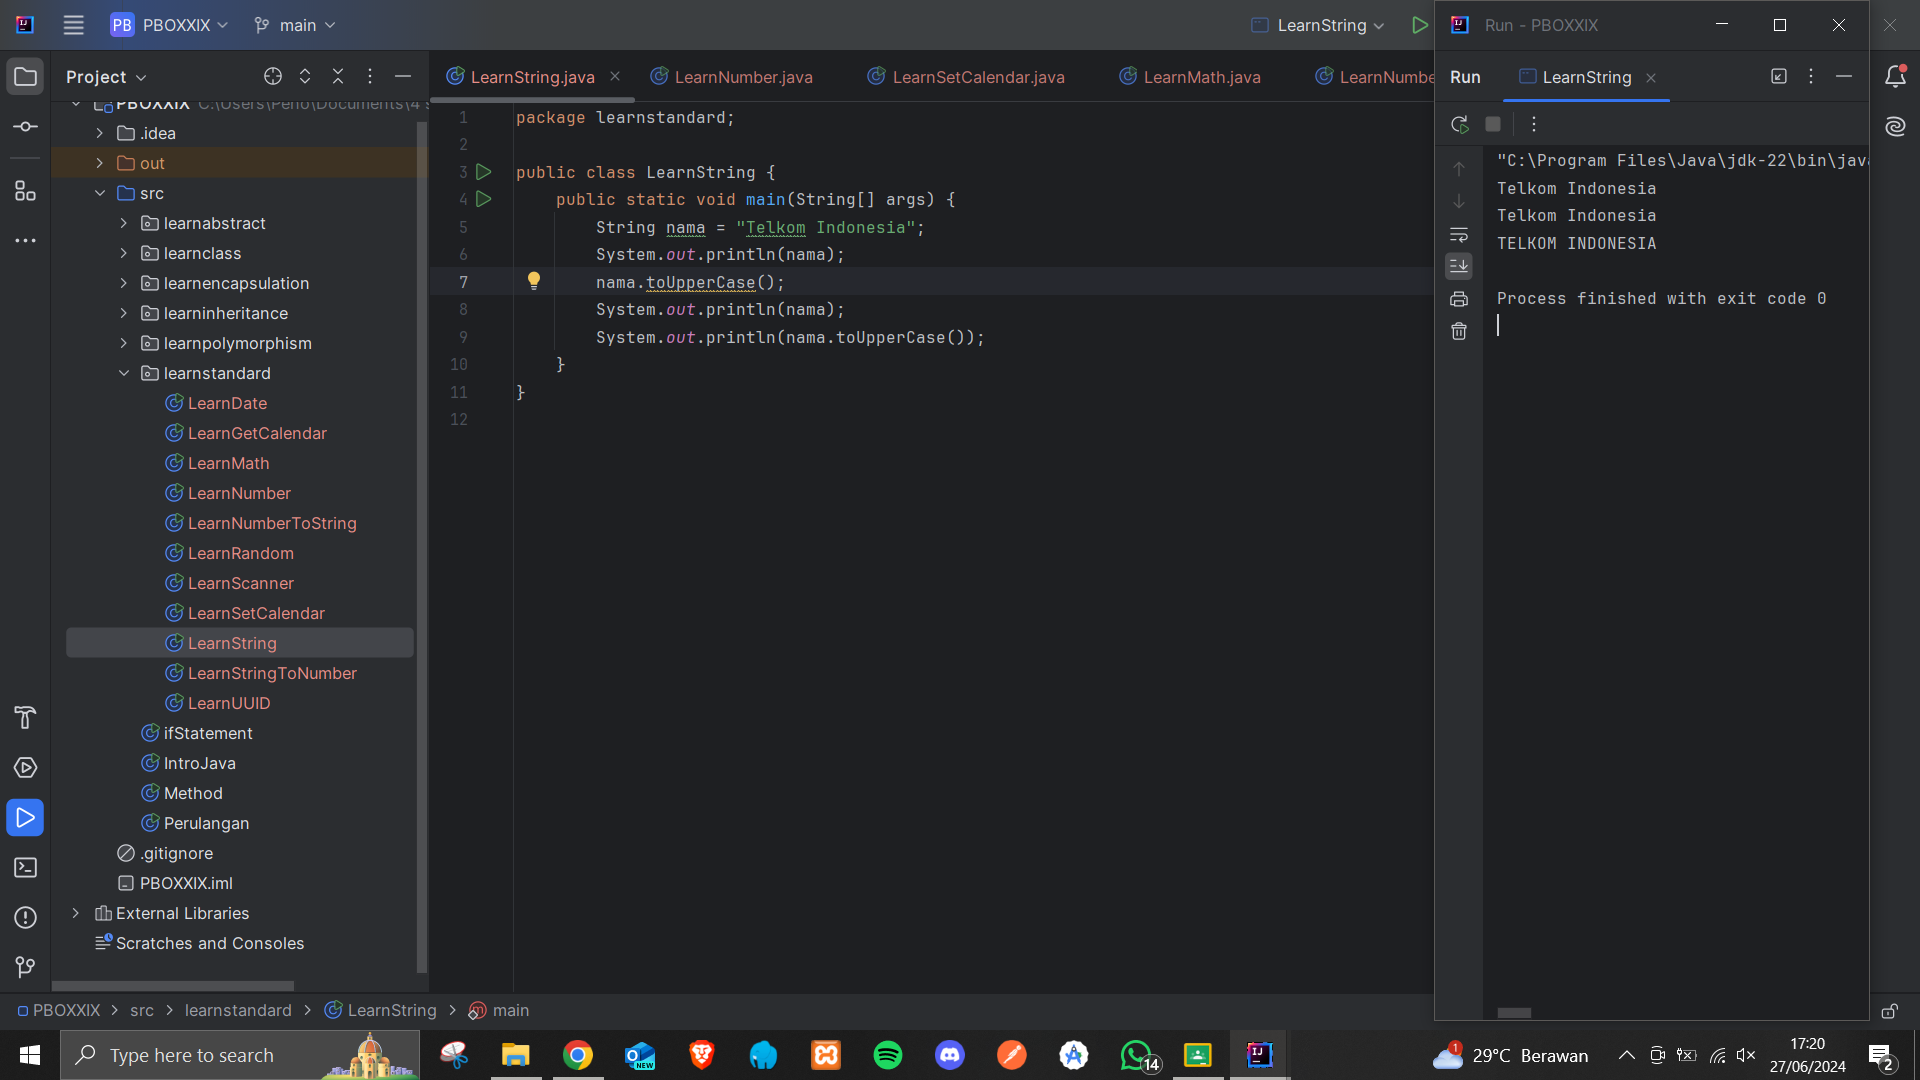 PB PBOXXIX
main
LearnString
Run - PBOXXIX
Project
LearnString.java
LearnNumber.java
LearnSetCalendar.java
LearnMath.java
LearnNumbe
Run
LearnString
PBOXXIX C:\Users\Peno\Documents\4 s
.idea
out
src
learnabstract
learnclass
learnencapsulation
learninheritance
learnpolymorphism
learnstandard
LearnDate
LearnGetCalendar
LearnMath
LearnNumber
LearnNumberToString
LearnRandom
LearnScanner
LearnSetCalendar
LearnString
LearnStringToNumber
LearnUUID
ifStatement
IntroJava
Method
Perulangan
.gitignore
PBOXXIX.iml
External Libraries
Scratches and Consoles
1 package learnstandard;
2
3 public class LearnString {
4 public static void main(String[] args) {
5 String nama = "Telkom Indonesia";
6 System.out.println(nama);
7 nama.toUpperCase();
8 System.out.println(nama);
9 System.out.println(nama.toUpperCase());
10 }
11 }
12
"C:\Program Files\Java\jdk-22\bin\jav
Telkom Indonesia
Telkom Indonesia
TELKOM INDONESIA
Process finished with exit code 0
PBOXXIX > src > learnstandard > LearnString > main
Type here to search
NEW
14
1
29°C Berawan
17:20
27/06/2024
2